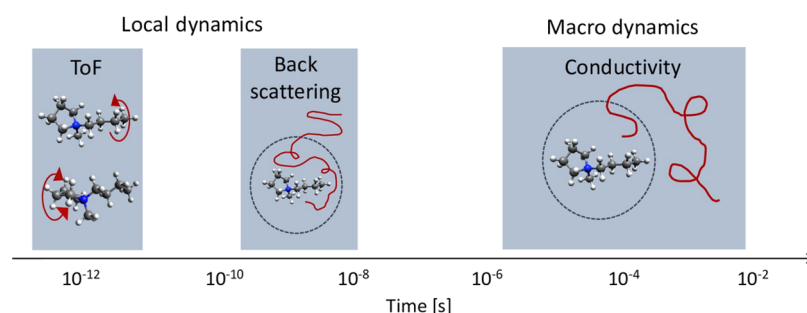 Local dynamics
Macro dynamics
ToF
Back
scattering
Conductivity
10-12
10-10
10-8
10-6
10-4
10-2
Time [s]